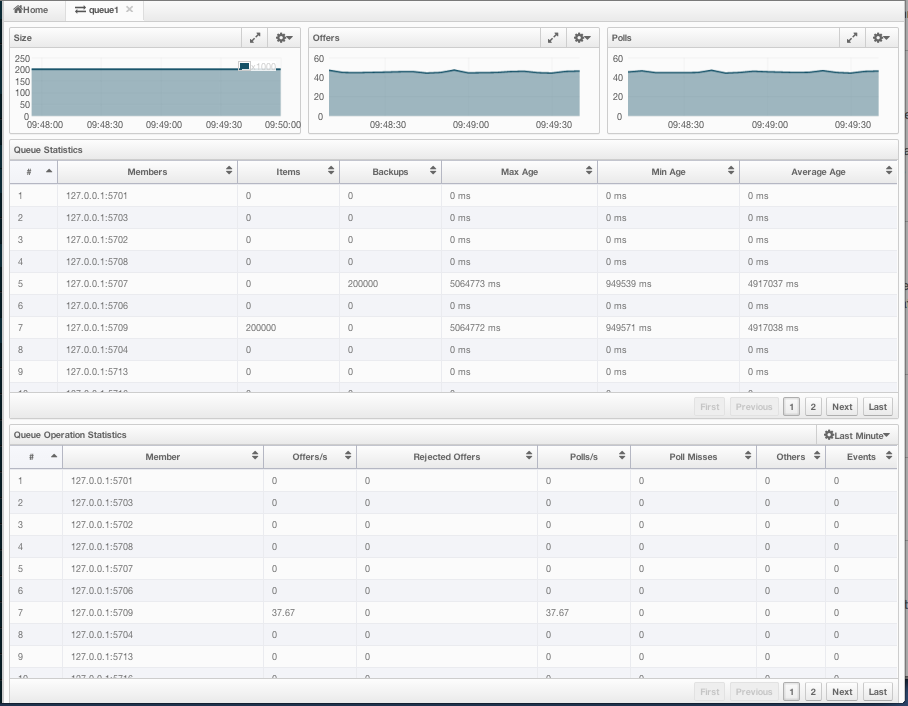 Home queue1
Size Offers Polls
250
200
150
100
50
0
x1000
09:48:00 09:48:30 09:49:00 09:49:30 09:50:00
60
40
20
0
09:48:30 09:49:00 09:49:30
60
40
20
0
09:48:30 09:49:00 09:49:30
Queue Statistics
# Members Items Backups Max Age Min Age Average Age
1 127.0.0.1:5701 0 0 0 ms 0 ms 0 ms
2 127.0.0.1:5703 0 0 0 ms 0 ms 0 ms
3 127.0.0.1:5702 0 0 0 ms 0 ms 0 ms
4 127.0.0.1:5708 0 0 0 ms 0 ms 0 ms
5 127.0.0.1:5707 0 200000 5064773 ms 949539 ms 4917037 ms
6 127.0.0.1:5706 0 0 0 ms 0 ms 0 ms
7 127.0.0.1:5709 200000 0 5064772 ms 949571 ms 4917038 ms
8 127.0.0.1:5704 0 0 0 ms 0 ms 0 ms
9 127.0.0.1:5713 0 0 0 ms 0 ms 0 ms
First Previous 1 2 Next Last
Queue Operation Statistics Last Minute
# Member Offers/s Rejected Offers Polls/s Poll Misses Others Events
1 127.0.0.1:5701 0 0 0 0 0 0
2 127.0.0.1:5703 0 0 0 0 0 0
3 127.0.0.1:5702 0 0 0 0 0 0
4 127.0.0.1:5708 0 0 0 0 0 0
5 127.0.0.1:5707 0 0 0 0 0 0
6 127.0.0.1:5706 0 0 0 0 0 0
7 127.0.0.1:5709 37.67 0 37.67 0 0 0
8 127.0.0.1:5704 0 0 0 0 0 0
9 127.0.0.1:5713 0 0 0 0 0 0
First Previous 1 2 Next Last